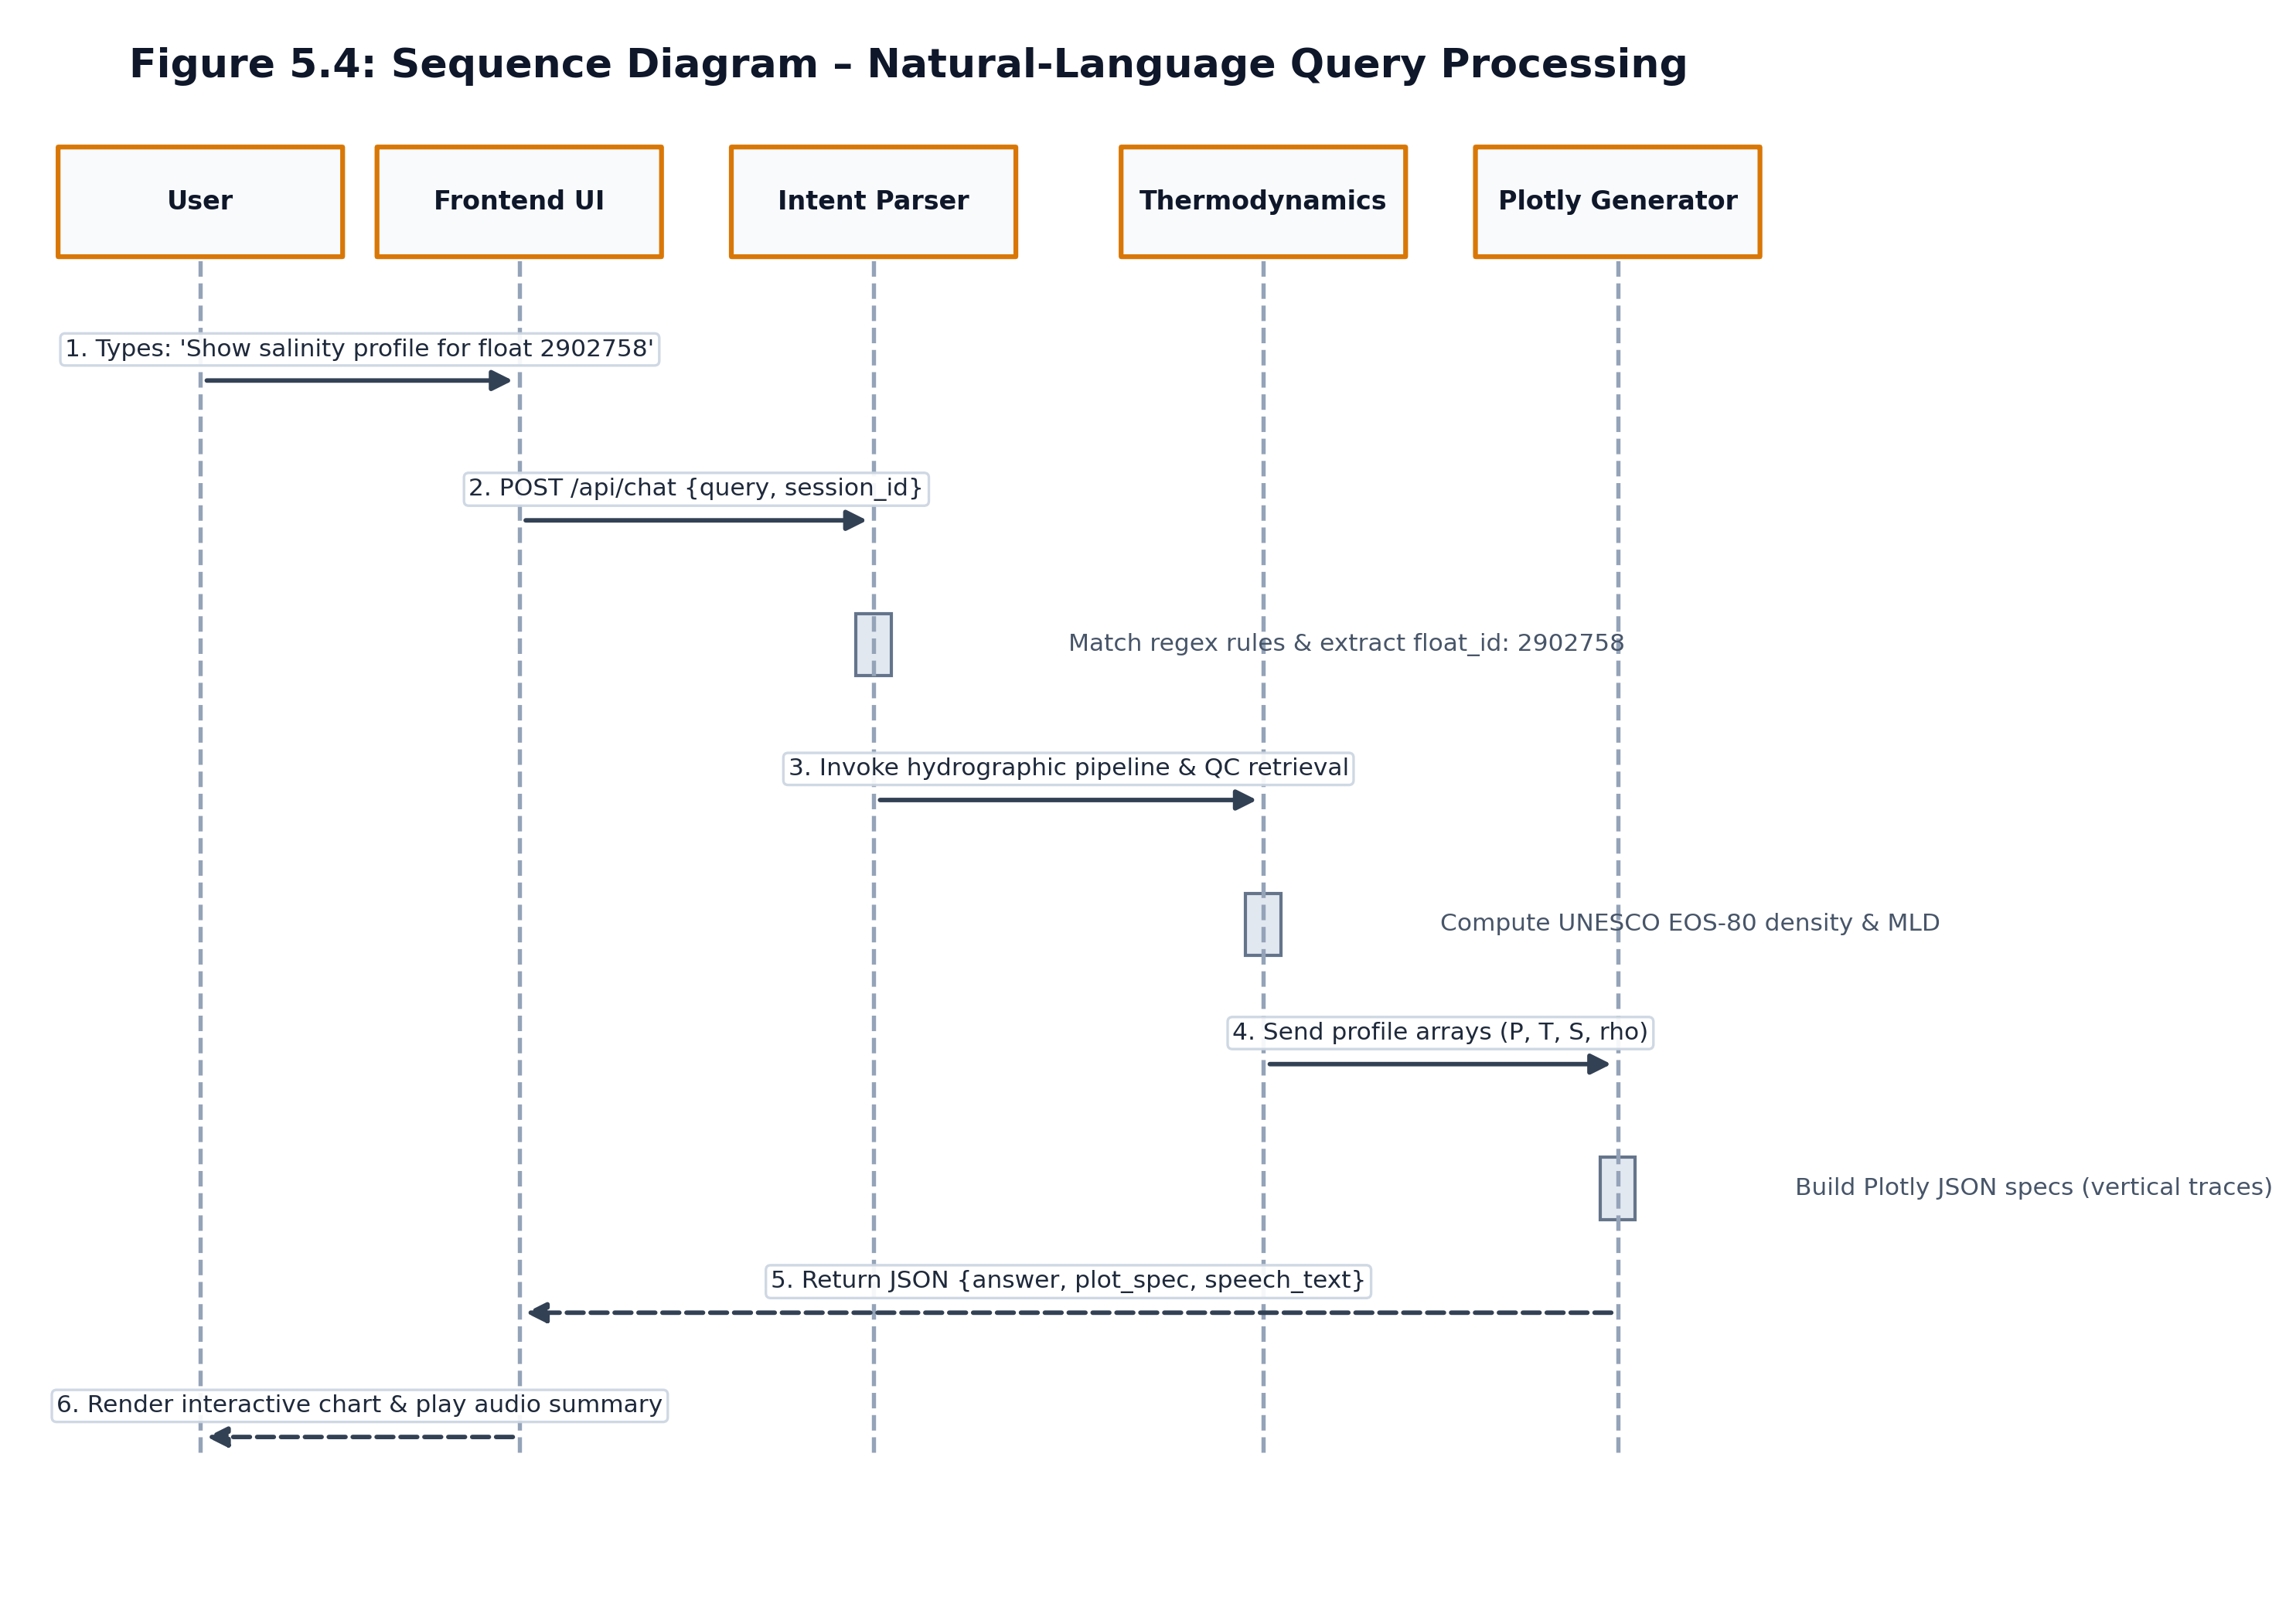 Figure 5.4: Sequence Diagram – Natural-Language Query Processing
User
Frontend UI
Intent Parser
Thermodynamics
Plotly Generator
1. Types: 'Show salinity profile for float 2902758'
2. POST /api/chat {query, session_id}
Match regex rules & extract float_id: 2902758
3. Invoke hydrographic pipeline & QC retrieval
Compute UNESCO EOS-80 density & MLD
4. Send profile arrays (P, T, S, rho)
Build Plotly JSON specs (vertical traces)
5. Return JSON {answer, plot_spec, speech_text}
6. Render interactive chart & play audio summary